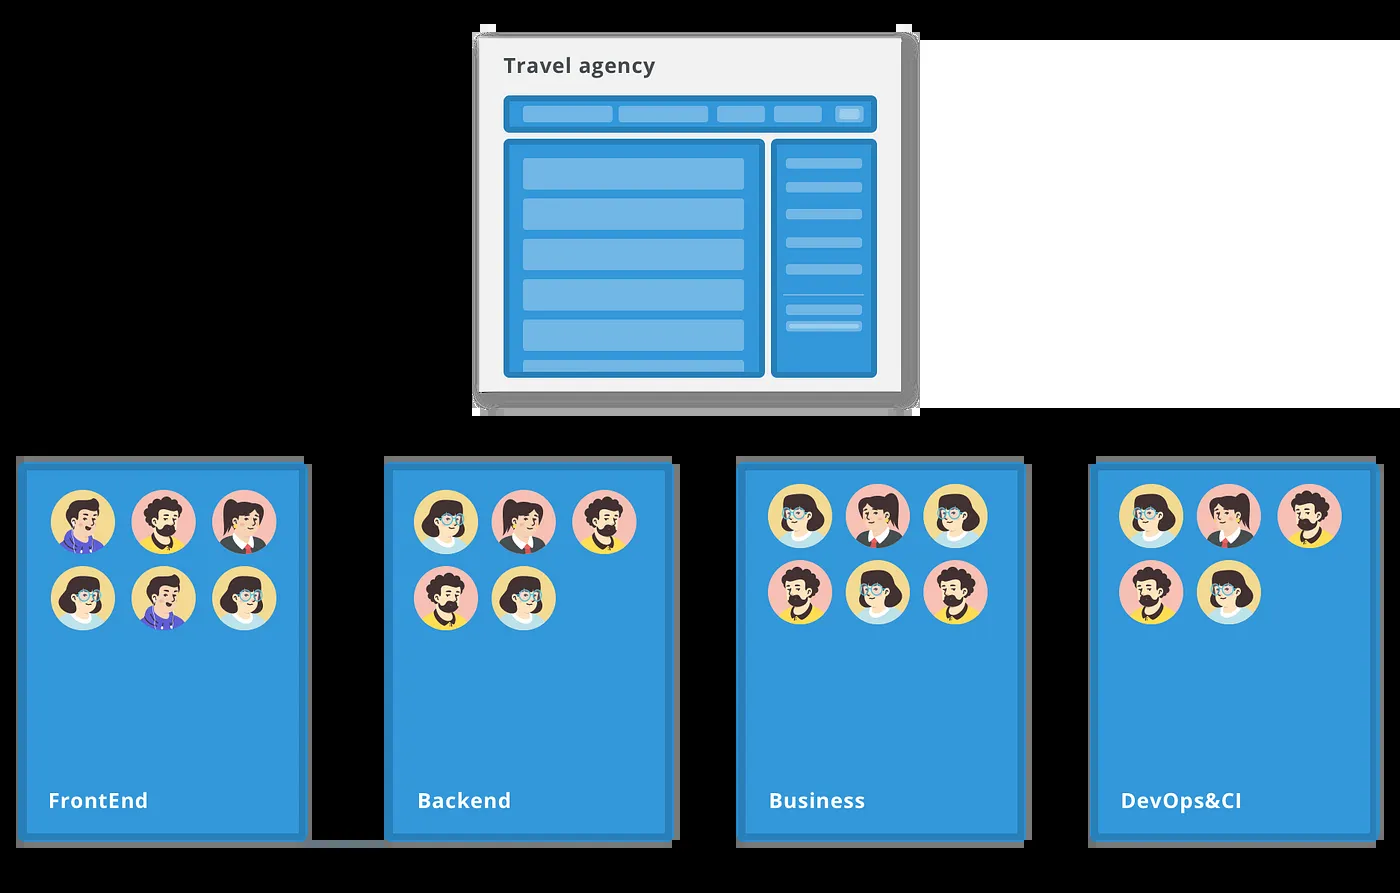 Travel agency
FrontEnd
Backend
Business
DevOps&CI